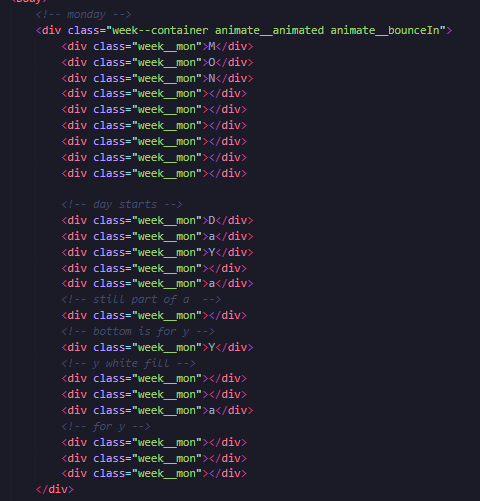 <body>
<!-- monday -->
<div class="week--container animate__animated animate__bounceIn">
<div class="week__mon">M</div>
<div class="week__mon">O</div>
<div class="week__mon">N</div>
<div class="week__mon"></div>
<div class="week__mon"></div>
<div class="week__mon"></div>
<div class="week__mon"></div>
<div class="week__mon"></div>
<div class="week__mon"></div>
<!-- day starts -->
<div class="week__mon">D</div>
<div class="week__mon">a</div>
<div class="week__mon">Y</div>
<div class="week__mon"></div>
<div class="week__mon">a</div>
<!-- still part of a  -->
<div class="week__mon"></div>
<!-- bottom is for y -->
<div class="week__mon">Y</div>
<!-- y white fill -->
<div class="week__mon"></div>
<div class="week__mon"></div>
<div class="week__mon">a</div>
<!-- for y -->
<div class="week__mon"></div>
<div class="week__mon"></div>
<div class="week__mon"></div>
</div>